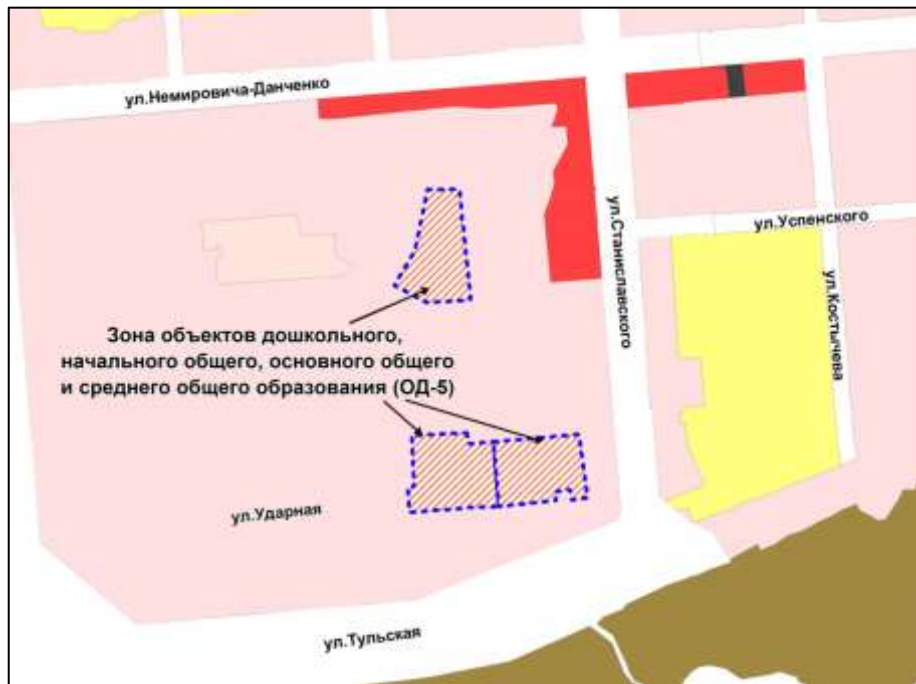 ул.Немировича-Данченко
ул.Станиславского
ул.Успенского
ул.Костычева
Зона объектов дошкольного,
начального общего, основного общего
и среднего общего образования (ОД-5)
ул.Ударная
ул.Тульская